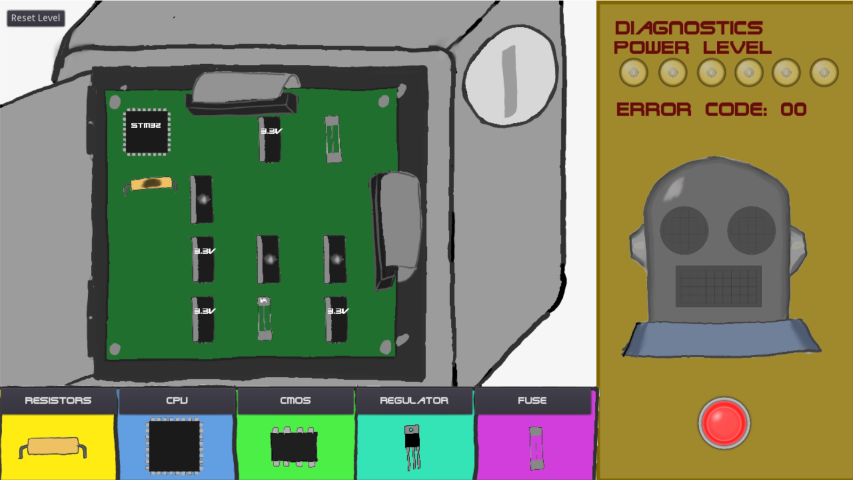 Reset Level
DIAGNOSTICS
POWER LEVEL
ERROR CODE: 00
STM32
3.3V
3.3V
3.3V
3.3V
RESISTORS
CPU
CMOS
REGULATOR
FUSE